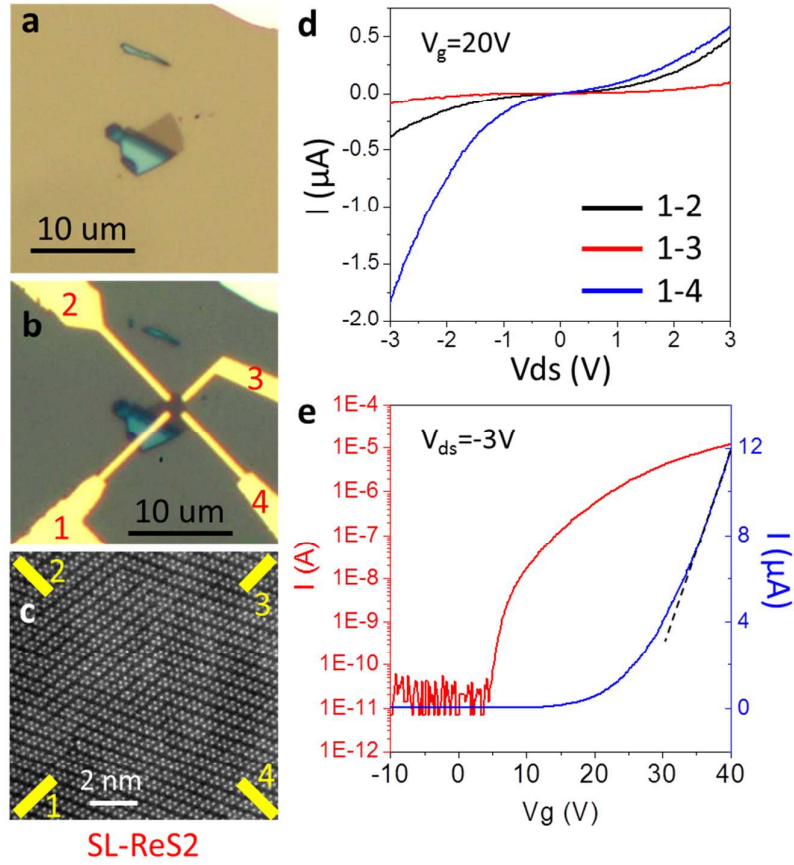 a
10 um
b
2
3
1
4
10 um
c
2
3
1
4
2 nm
SL-ReS2
d
Vg=20V
0.5
0.0
-0.5
-1.0
-1.5
-2.0
I (µA)
1-2
1-3
1-4
-3 -2 -1 0 1 2 3
Vds (V)
e
Vds=-3V
1E-4
1E-5
1E-6
1E-7
1E-8
1E-9
1E-10
1E-11
1E-12
I (A)
12
8
4
0
I (µA)
-10 0 10 20 30 40
Vg (V)